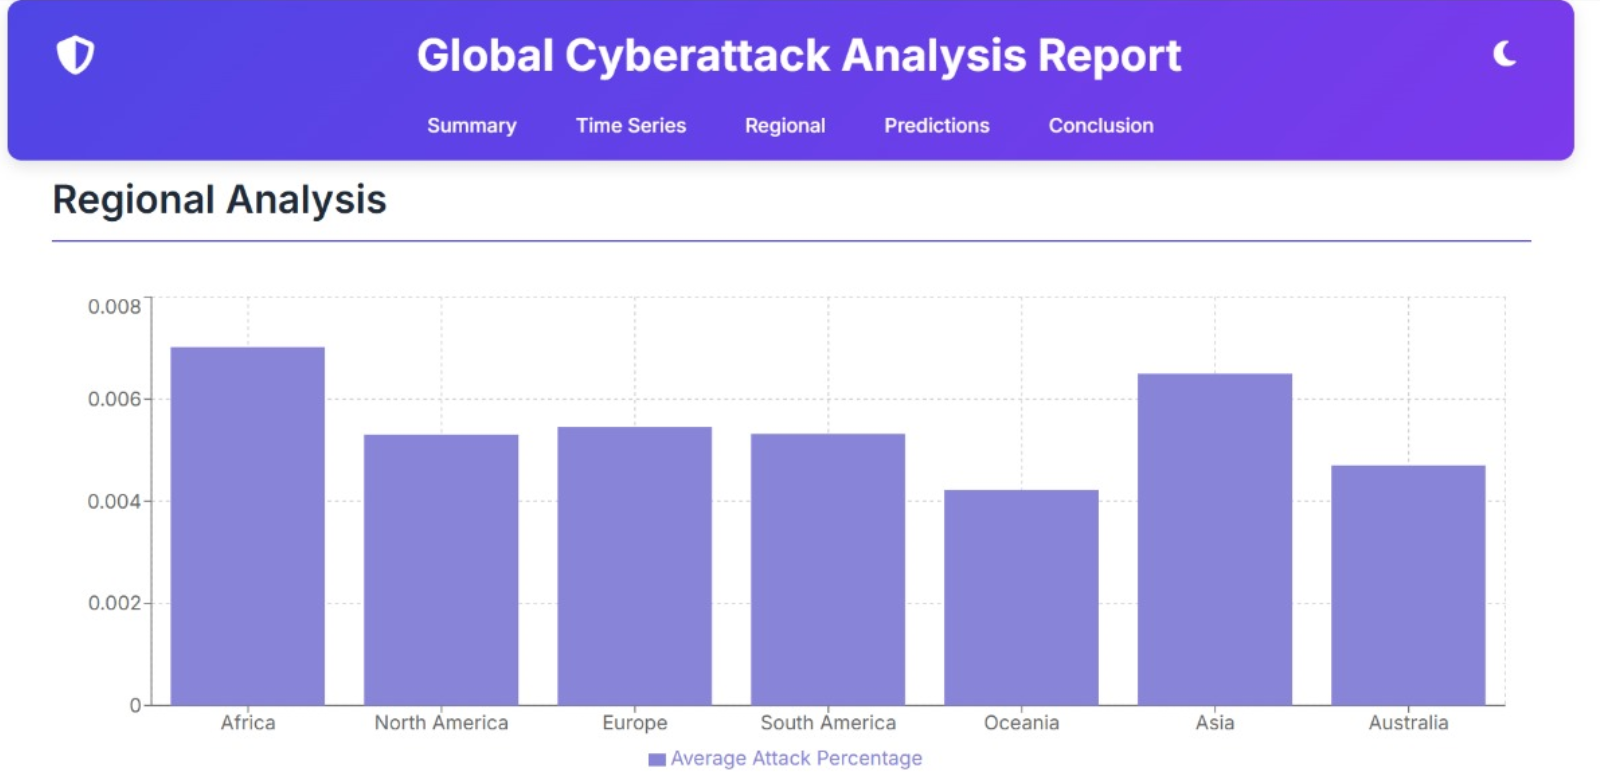 Global Cyberattack Analysis Report
Summary Time Series Regional Predictions Conclusion
Regional Analysis
0.008
0.006
0.004
0.002
0
Africa North America Europe South America Oceania Asia Australia
Average Attack Percentage